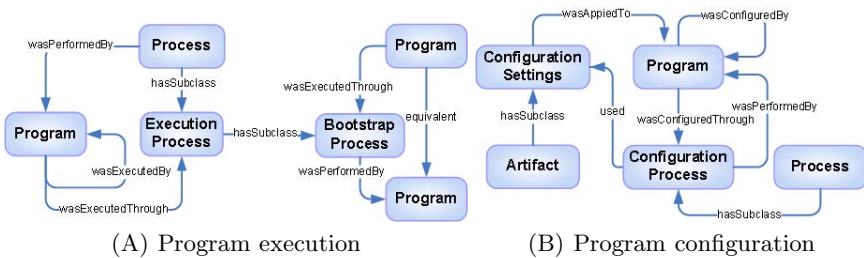 wasPerformedBy
Process
hasSubclass
Program
Execution
Process
wasExecutedBy
wasExecutedThrough
hasSubclass
Program
wasExecutedThrough
equivalent
Bootstrap
Process
wasPerformedBy
Program
(A) Program execution
wasAppiedTo
wasConfiguredBy
Configuration
Settings
Program
hasSubclass
used
wasPerformedBy
wasConfiguredThrough
Artifact
Configuration
Process
Process
hasSubclass
(B) Program configuration